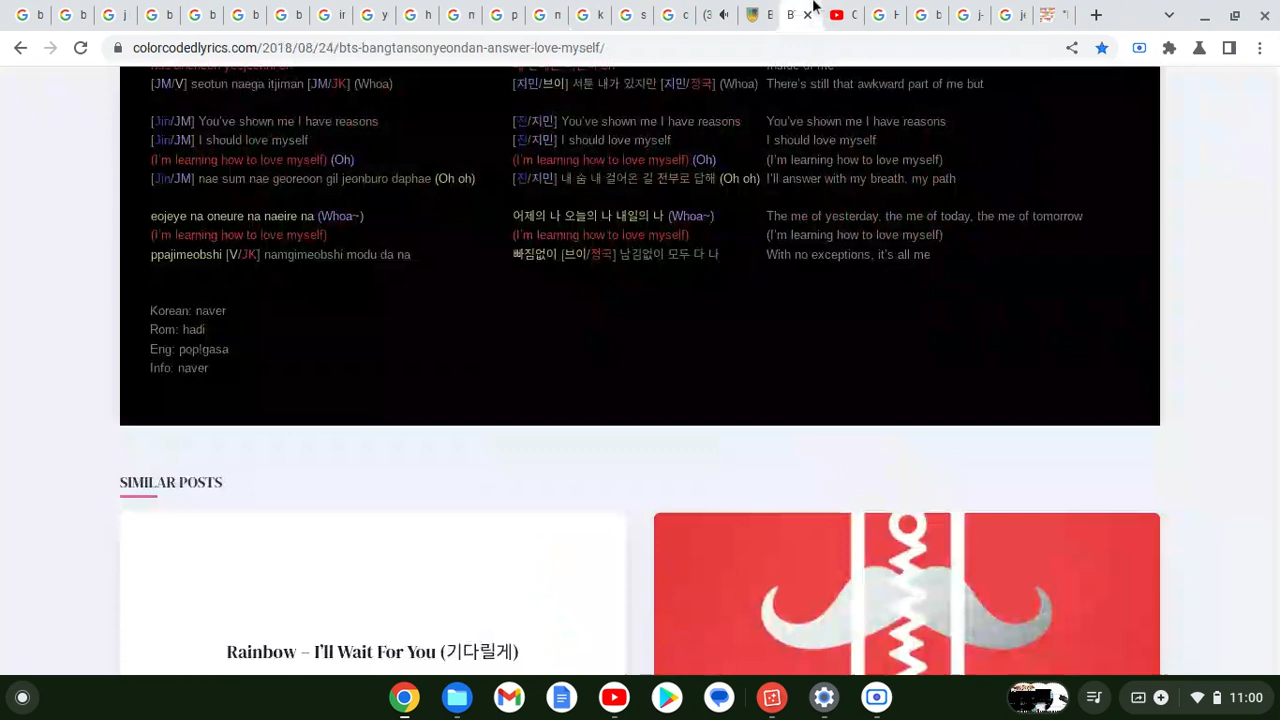 colorcodedlyrics.com/2018/08/24/bts-bangtansonyeondan-answer-love-myself/
[JM/V] seotun naega itjiman [JM/JK] (Whoa) [지민/브이] 서툰 내가 있지만 [지민/정국] (Whoa) There's still that awkward part of me but
[Jin/JM] You've shown me I have reasons [진/지민] You've shown me I have reasons You've shown me I have reasons
[Jin/JM] I should love myself [진/지민] I should love myself I should love myself
(I'm learning how to love myself) (Oh) (I'm learning how to love myself) (Oh) (I'm learning how to love myself)
[Jin/JM] nae sum nae georeoon gil jeonburo daphae (Oh oh) [진/지민] 내 숨 내 걸어온 길 전부로 답해 (Oh oh) I'll answer with my breath, my path
eojeye na oneure na naeire na (Whoa~) 어제의 나 오늘의 나 내일의 나 (Whoa~) The me of yesterday, the me of today, the me of tomorrow
(I'm learning how to love myself) (I'm learning how to love myself) (I'm learning how to love myself)
ppajimeobshi [V/JK] namgimeobshi modu da na 빠짐없이 [브이/정국] 남김없이 모두 다 나 With no exceptions, it's all me
Korean: naver
Rom: hadi
Eng: pop!gasa
Info: naver
SIMILAR POSTS
Rainbow – I'll Wait For You (기다릴게)
11:00